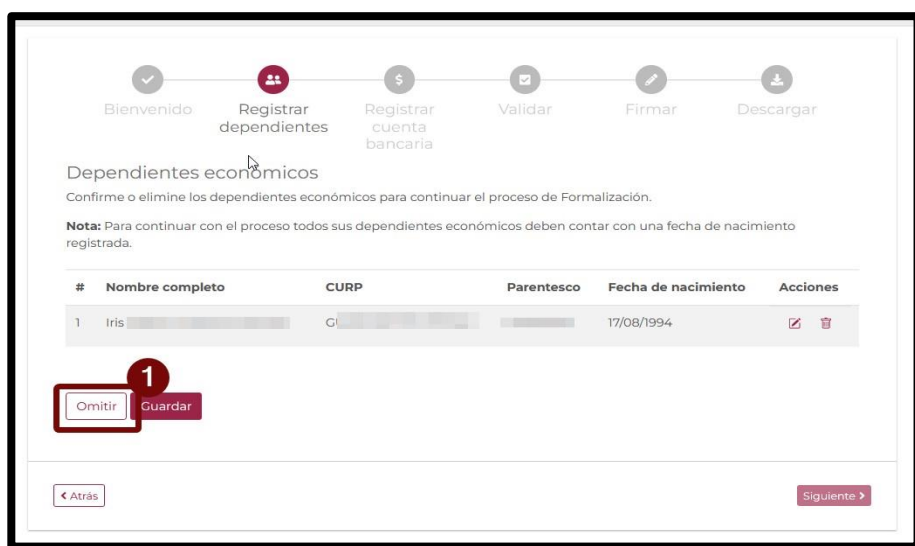 Bienvenido
Registrar
dependientes
Registrar
cuenta
bancaria
Validar
Firmar
Descargar
Dependientes económicos
Confirme o elimine los dependientes económicos para continuar el proceso de Formalización.
Nota: Para continuar con el proceso todos sus dependientes económicos deben contar con una fecha de nacimiento
registrada.
# Nombre completo CURP Parentesco Fecha de nacimiento Acciones
1 Iris 17/08/1994
1
Omitir Guardar
Atrás Siguiente